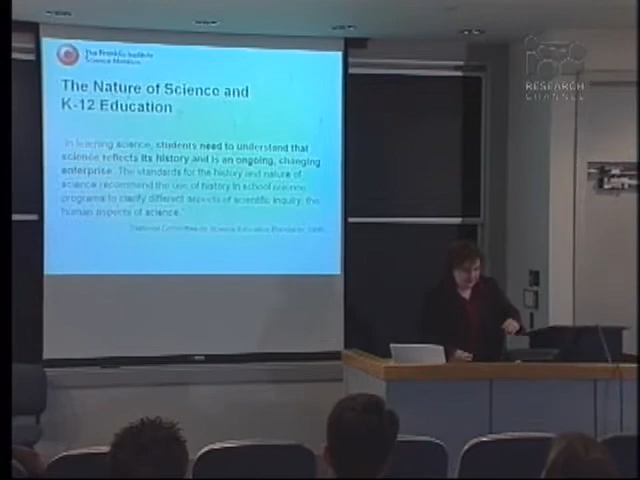 The Franklin Institute
Science Museum
The Nature of Science and
K-12 Education
"In learning science, students need to understand that
science reflects its history and is an ongoing, changing
enterprise. The standards for the history and nature of
science recommend the use of history in school science
programs to clarify different aspects of scientific inquiry, the
human aspects of science."
National Committee on Science Education Standards, 1996
RESEARCH
CHANNEL